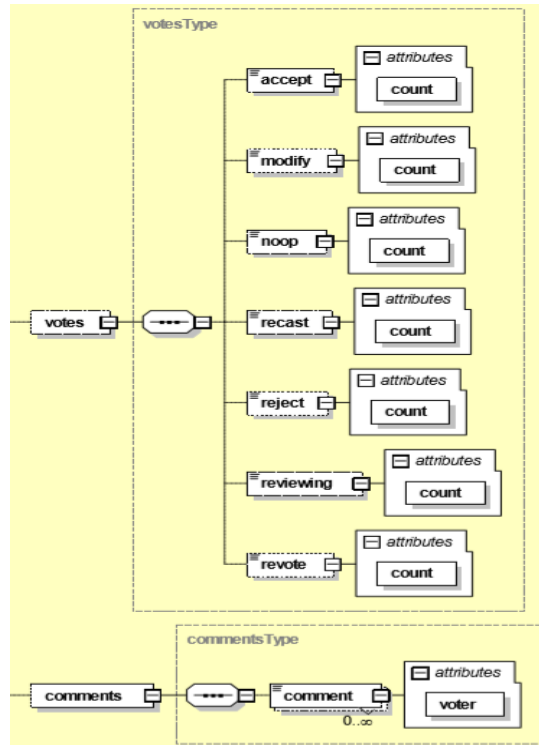 votesType
attributes
accept
count
attributes
modify
count
attributes
noop
count
votes
attributes
recast
count
attributes
reject
count
attributes
reviewing
count
attributes
revote
count
commentsType
attributes
comments
comment
voter
0..∞